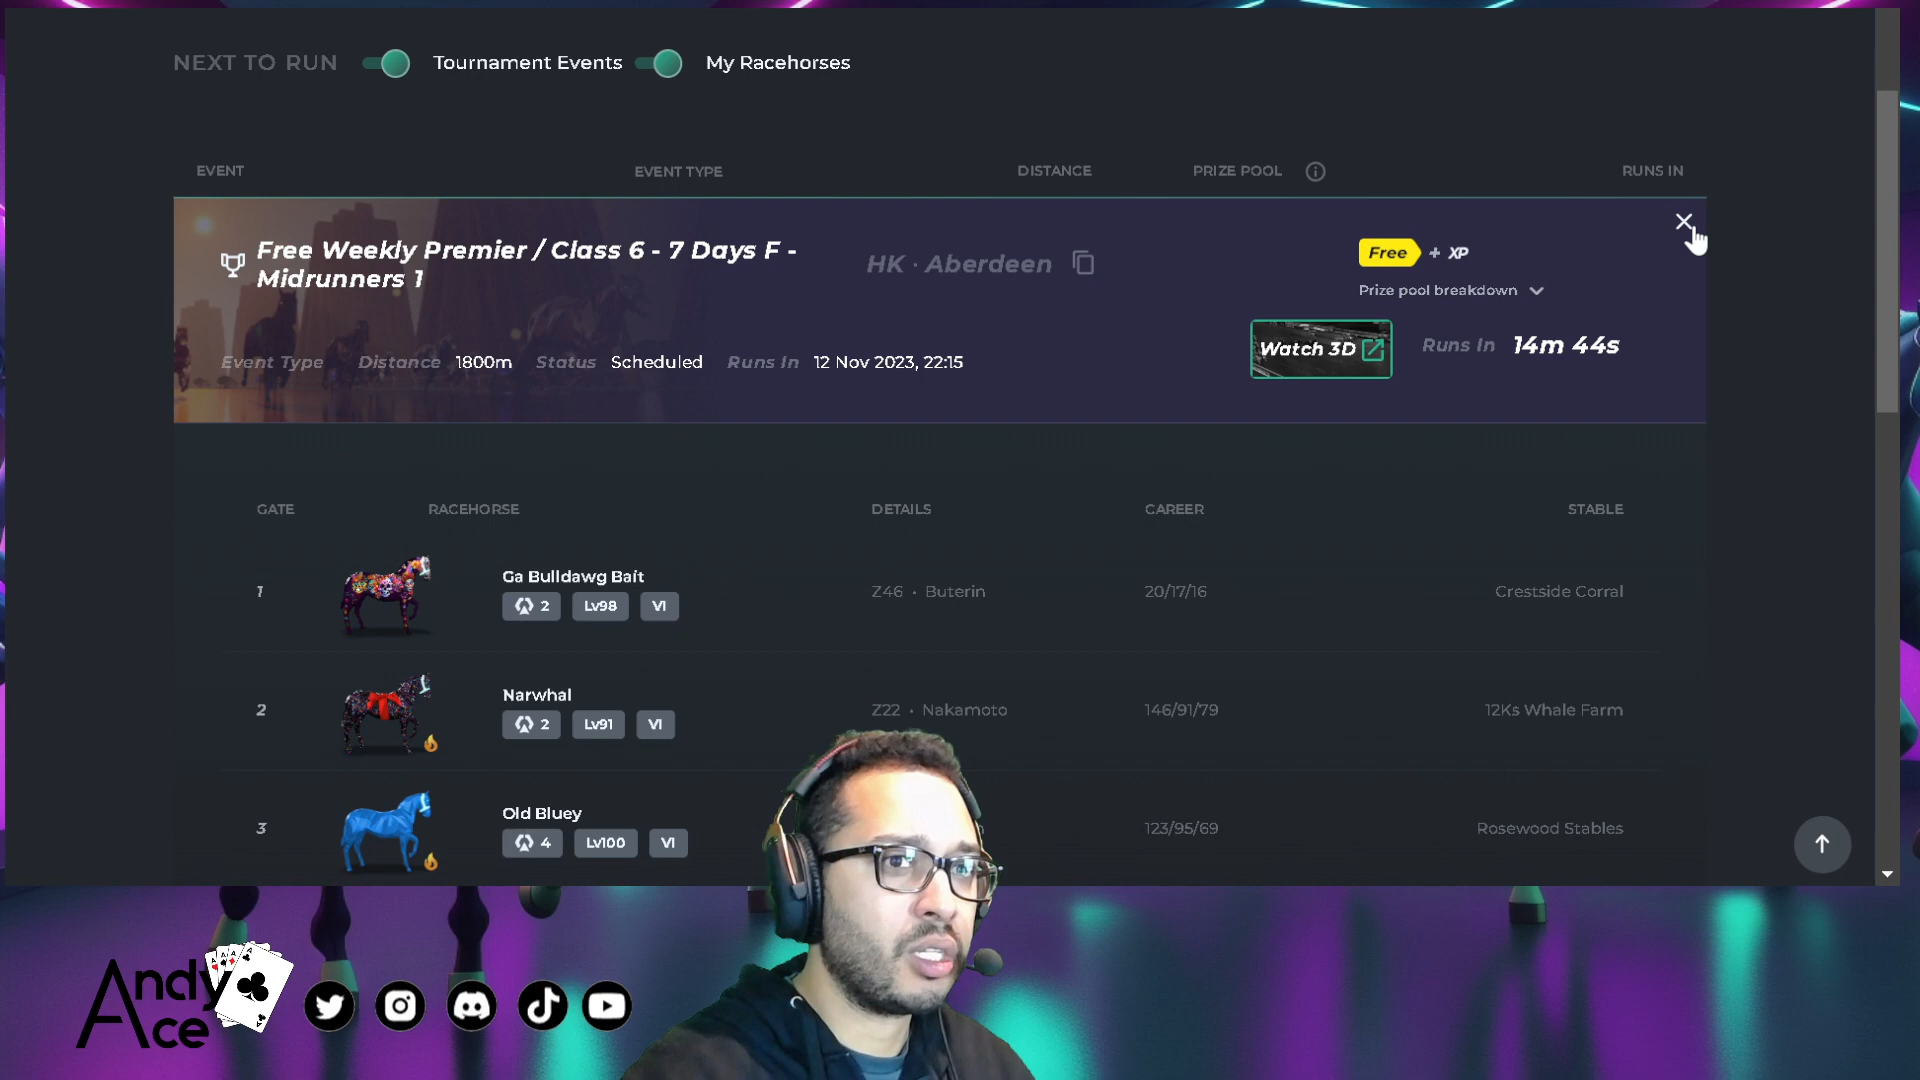 NEXT TO RUN Tournament Events My Racehorses
EVENT EVENT TYPE DISTANCE PRIZE POOL RUNS IN
Free Weekly Premier / Class 6 - 7 Days F -
Midrunners 1
HK · Aberdeen
Free + XP
Prize pool breakdown
Event Type Distance 1800m Status Scheduled Runs In 12 Nov 2023, 22:15
Watch 3D
Runs In 14m 44s
GATE RACEHORSE DETAILS CAREER STABLE
1 Ga Bulldawg Bait Z46 · Buterin 20/17/16 Crestside Corral
2 Lv98 VI
2 Narwhal Z22 · Nakamoto 146/91/79 12Ks Whale Farm
2 Lv91 VI
3 Old Bluey 123/95/69 Rosewood Stables
4 Lv100 VI
Andy
Ace